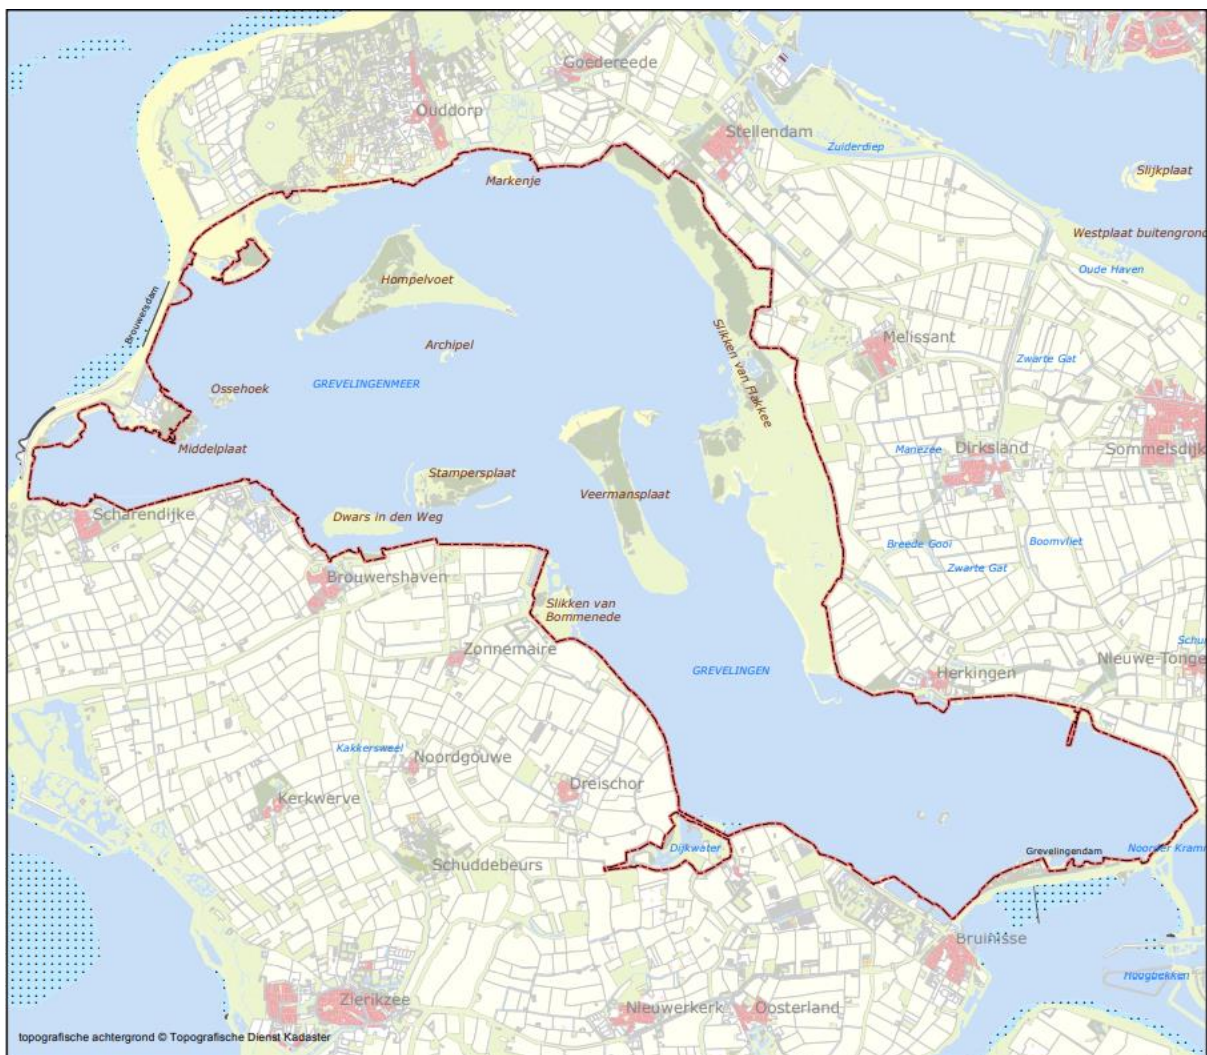 Goedereede
Ouddorp
Stellendam
Zuiderdiep
Slijkplaat
Markenje
Westplaat buitengrond
Oude Haven
Hompelvoet
Brouwersdam
Slikken van Flakkee
Melissant
Archipel
Zwarte Gat
GREVELINGENMEER
Ossehoek
Middelplaat
Manezee
Dirksland
Sommelsdijk
Stampersplaat
Veermansplaat
Scharendijke
Dwars in den Weg
Breede Gooi
Boomvliet
Zwarte Gat
Brouwershaven
Slikken van
Bommenede
Zonnemaire
GREVELINGEN
Herkingen
Nieuwe-Tonge
Kakkersweel
Noordgouwe
Dreischor
Kerkwerve
Schuddebeurs
Dijkwater
Grevelingendam
Bruinisse
Hoogbekken
Zierikzee
Nieuwerkerk
Oosterland
topografische achtergrond © Topografische Dienst Kadaster